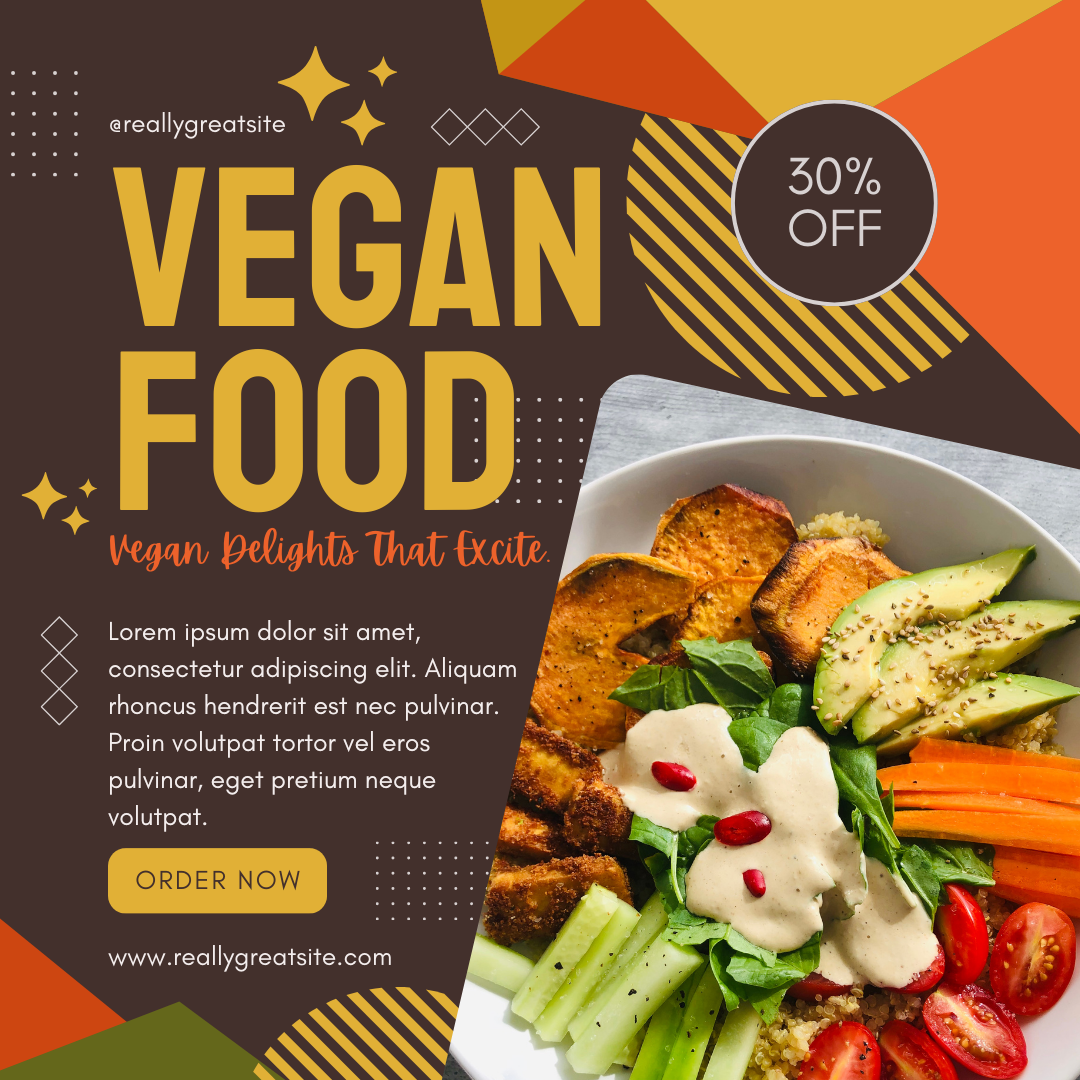 @reallygreatsite
30%
OFF
VEGAN
FOOD
Vegan Delights That Excite.
Lorem ipsum dolor sit amet,
consectetur adipiscing elit. Aliquam
rhoncus hendrerit est nec pulvinar.
Proin volutpat tortor vel eros
pulvinar, eget pretium neque
volutpat.
ORDER NOW
www.reallygreatsite.com